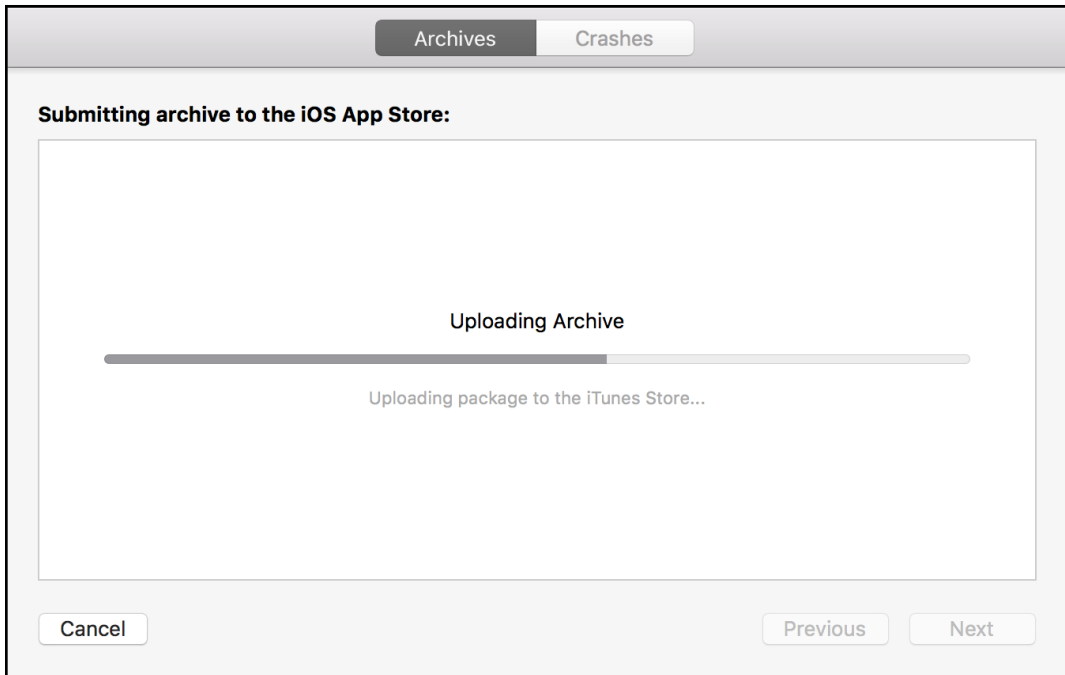 Archives Crashes
Submitting archive to the iOS App Store:
Uploading Archive
Uploading package to the iTunes Store...
Cancel Previous Next